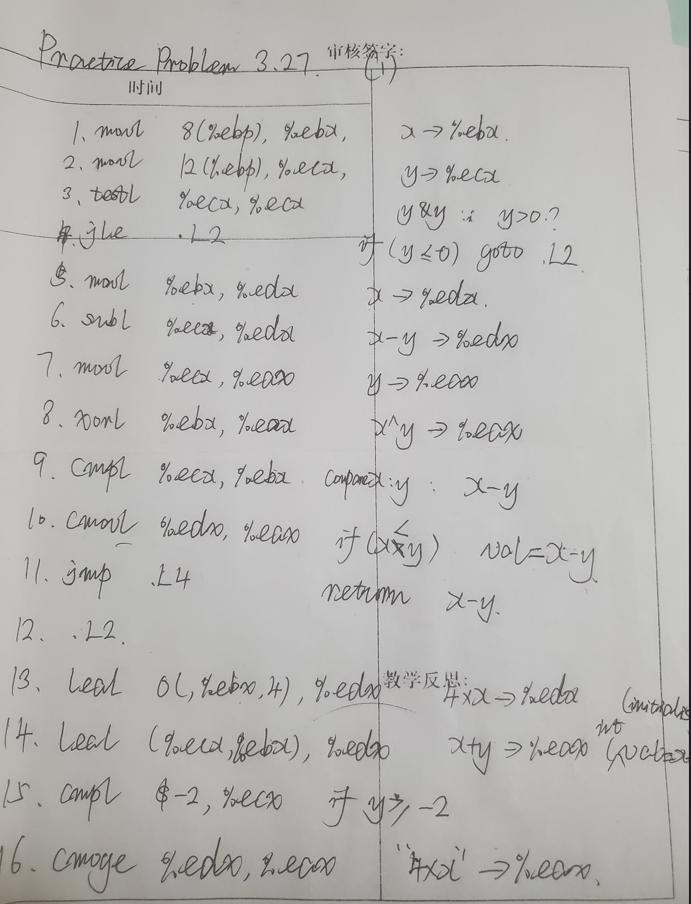 Practice Problem 3.27. 审核签字:
(1)
时间
1. movl 8(%ebp), %ebx, x→%ebx.
2. movl 12(%ebp), %ecx, y→%ecx
3. testl %ecx, %ecx y&y : y>0.?
4. jle .L2 if (y≤0) goto .L2
5. movl %ebx, %edx x→%edx.
6. subl %ecx, %edx x-y→%edx
7. movl %ecx, %eax y→%eax
8. xorl %ebx, %eax x^y→%eax
9. cmpl %ecx, %ebx compare x:y : x-y
10. cmovl %edx, %eax if (x<y) val=x-y.
11. jmp .L4 return x-y.
12. .L2.
13. leal 0(,%ebx,4), %edx 教学反思: 4*x→%edx
14. leal (%ecx,%ebx), %edx x+y→%eax int
15. cmpl $-2, %ecx if y≥-2
16. cmoge %edx, %eax "4*x"→%eax.